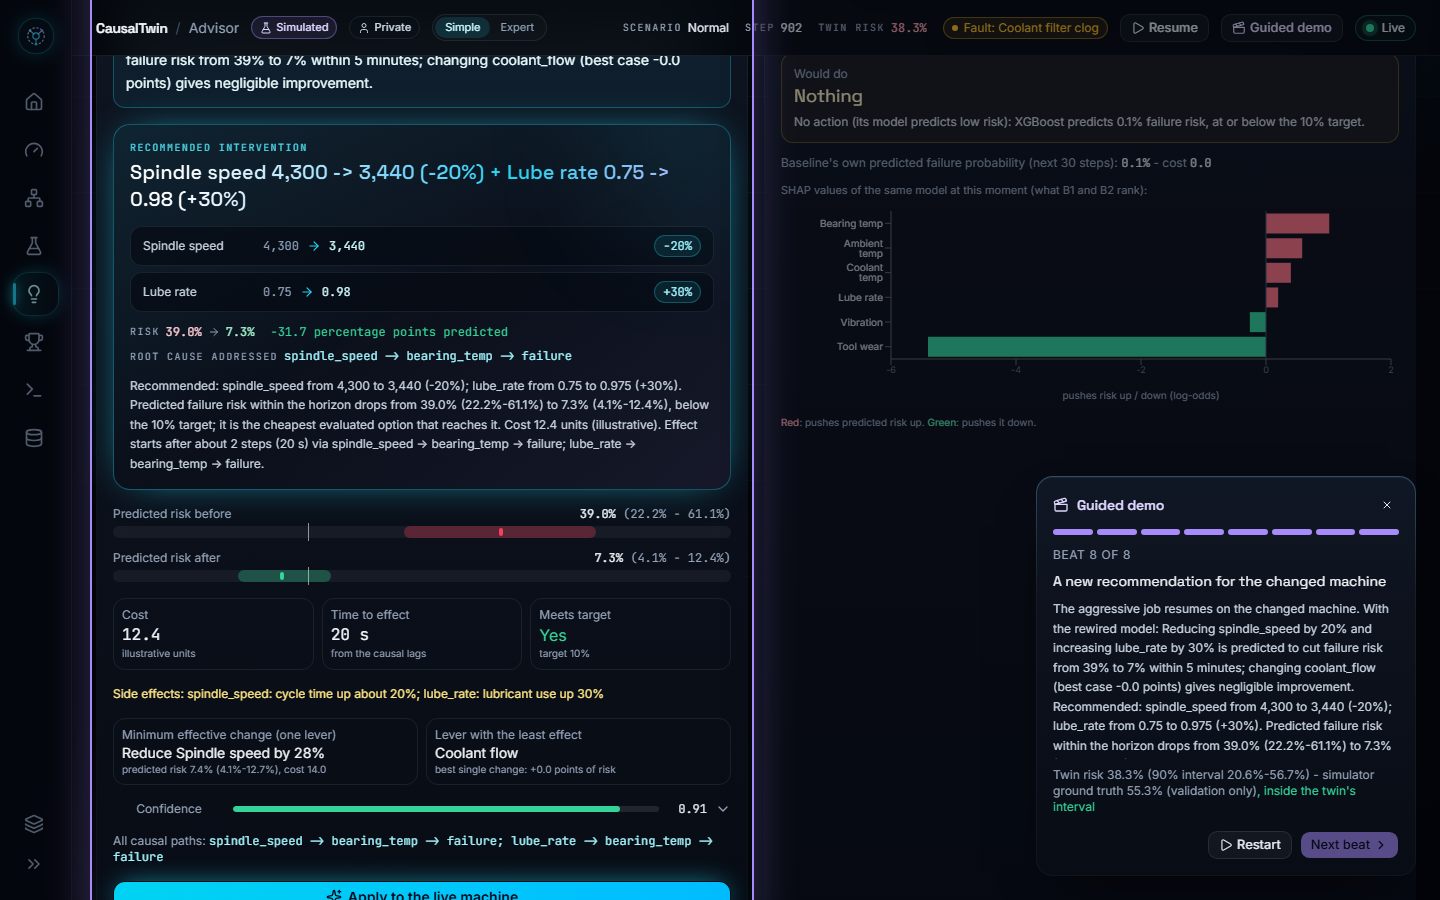 CausalTwin / Advisor Simulated Private Simple Expert SCENARIO Normal STEP 902 TWIN RISK 38.3% Fault: Coolant filter clog Resume Guided demo Live
failure risk from 39% to 7% within 5 minutes; changing coolant_flow (best case -0.0
points) gives negligible improvement.
RECOMMENDED INTERVENTION
Spindle speed 4,300 -> 3,440 (-20%) + Lube rate 0.75 ->
0.98 (+30%)
Spindle speed 4,300 → 3,440 -20%
Lube rate 0.75 → 0.98 +30%
RISK 39.0% → 7.3% -31.7 percentage points predicted
ROOT CAUSE ADDRESSED spindle_speed → bearing_temp → failure
Recommended: spindle_speed from 4,300 to 3,440 (-20%); lube_rate from 0.75 to 0.975 (+30%).
Predicted failure risk within the horizon drops from 39.0% (22.2%-61.1%) to 7.3% (4.1%-12.4%), below
the 10% target; it is the cheapest evaluated option that reaches it. Cost 12.4 units (illustrative). Effect
starts after about 2 steps (20 s) via spindle_speed → bearing_temp → failure; lube_rate →
bearing_temp → failure.
Predicted risk before 39.0% (22.2% - 61.1%)
Predicted risk after 7.3% (4.1% - 12.4%)
Cost
12.4
illustrative units
Time to effect
20 s
from the causal lags
Meets target
Yes
target 10%
Side effects: spindle_speed: cycle time up about 20%; lube_rate: lubricant use up 30%
Minimum effective change (one lever)
Reduce Spindle speed by 28%
predicted risk 7.4% (4.1%-12.7%), cost 14.0
Lever with the least effect
Coolant flow
best single change: +0.0 points of risk
Confidence 0.91
All causal paths: spindle_speed → bearing_temp → failure; lube_rate → bearing_temp →
failure
Apply to the live machine
Would do
Nothing
No action (its model predicts low risk): XGBoost predicts 0.1% failure risk, at or below the 10% target.
Baseline's own predicted failure probability (next 30 steps): 0.1% - cost 0.0
SHAP values of the same model at this moment (what B1 and B2 rank):
Bearing temp
Ambient
temp
Coolant
temp
Lube rate
Vibration
Tool wear
-6 -4 -2 0 2
pushes risk up / down (log-odds)
Red: pushes predicted risk up. Green: pushes it down.
Guided demo
BEAT 8 OF 8
A new recommendation for the changed machine
The aggressive job resumes on the changed machine. With
the rewired model: Reducing spindle_speed by 20% and
increasing lube_rate by 30% is predicted to cut failure risk
from 39% to 7% within 5 minutes; changing coolant_flow
(best case -0.0 points) gives negligible improvement.
Recommended: spindle_speed from 4,300 to 3,440 (-20%);
lube_rate from 0.75 to 0.975 (+30%). Predicted failure risk
within the horizon drops from 39.0% (22.2%-61.1%) to 7.3%
Twin risk 38.3% (90% interval 20.6%-56.7%) - simulator
ground truth 55.3% (validation only), inside the twin's
interval
Restart Next beat